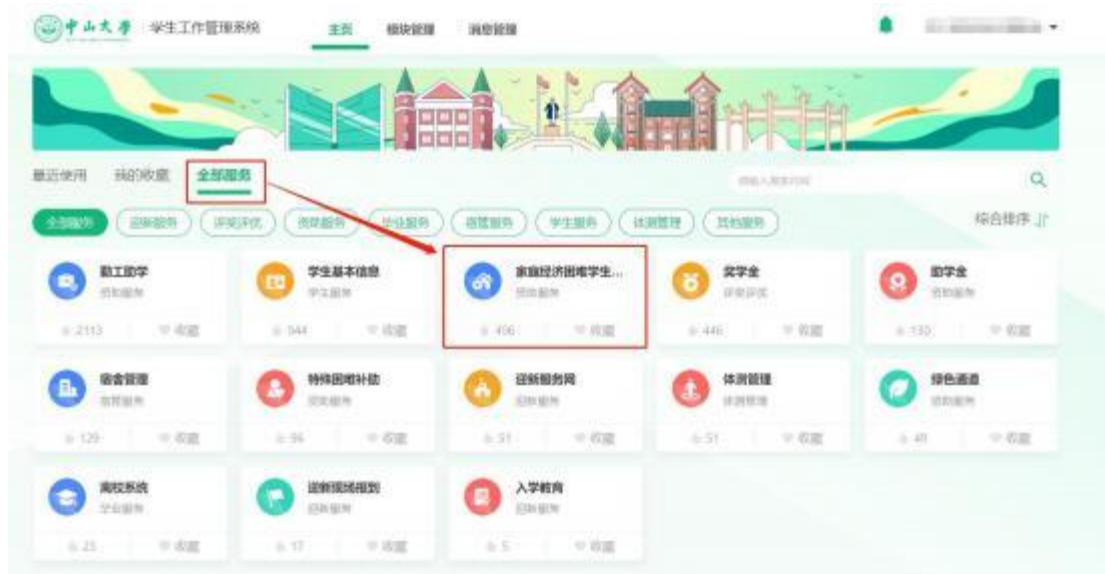 中山大学 学生工作管理系统 主页 模块管理 消息管理
最近使用 我的收藏 全部服务
全部服务 迎新服务 评奖评优 资助服务 毕业服务 宿管服务 学生服务 体测管理 其他服务 综合排序
勤工助学 学生基本信息 家庭经济困难学生... 奖学金 助学金
资助服务 学生服务 资助服务 评奖评优 资助服务
2113 收藏 944 收藏 496 收藏 446 收藏 130 收藏
宿舍管理 特殊困难补助 迎新服务网 体测管理 绿色通道
宿管服务 资助服务 迎新服务 体测管理 资助服务
129 收藏 96 收藏 51 收藏 51 收藏 49 收藏
离校系统 迎新现场报到 入学教育
毕业服务 迎新服务 迎新服务
23 收藏 17 收藏 5 收藏